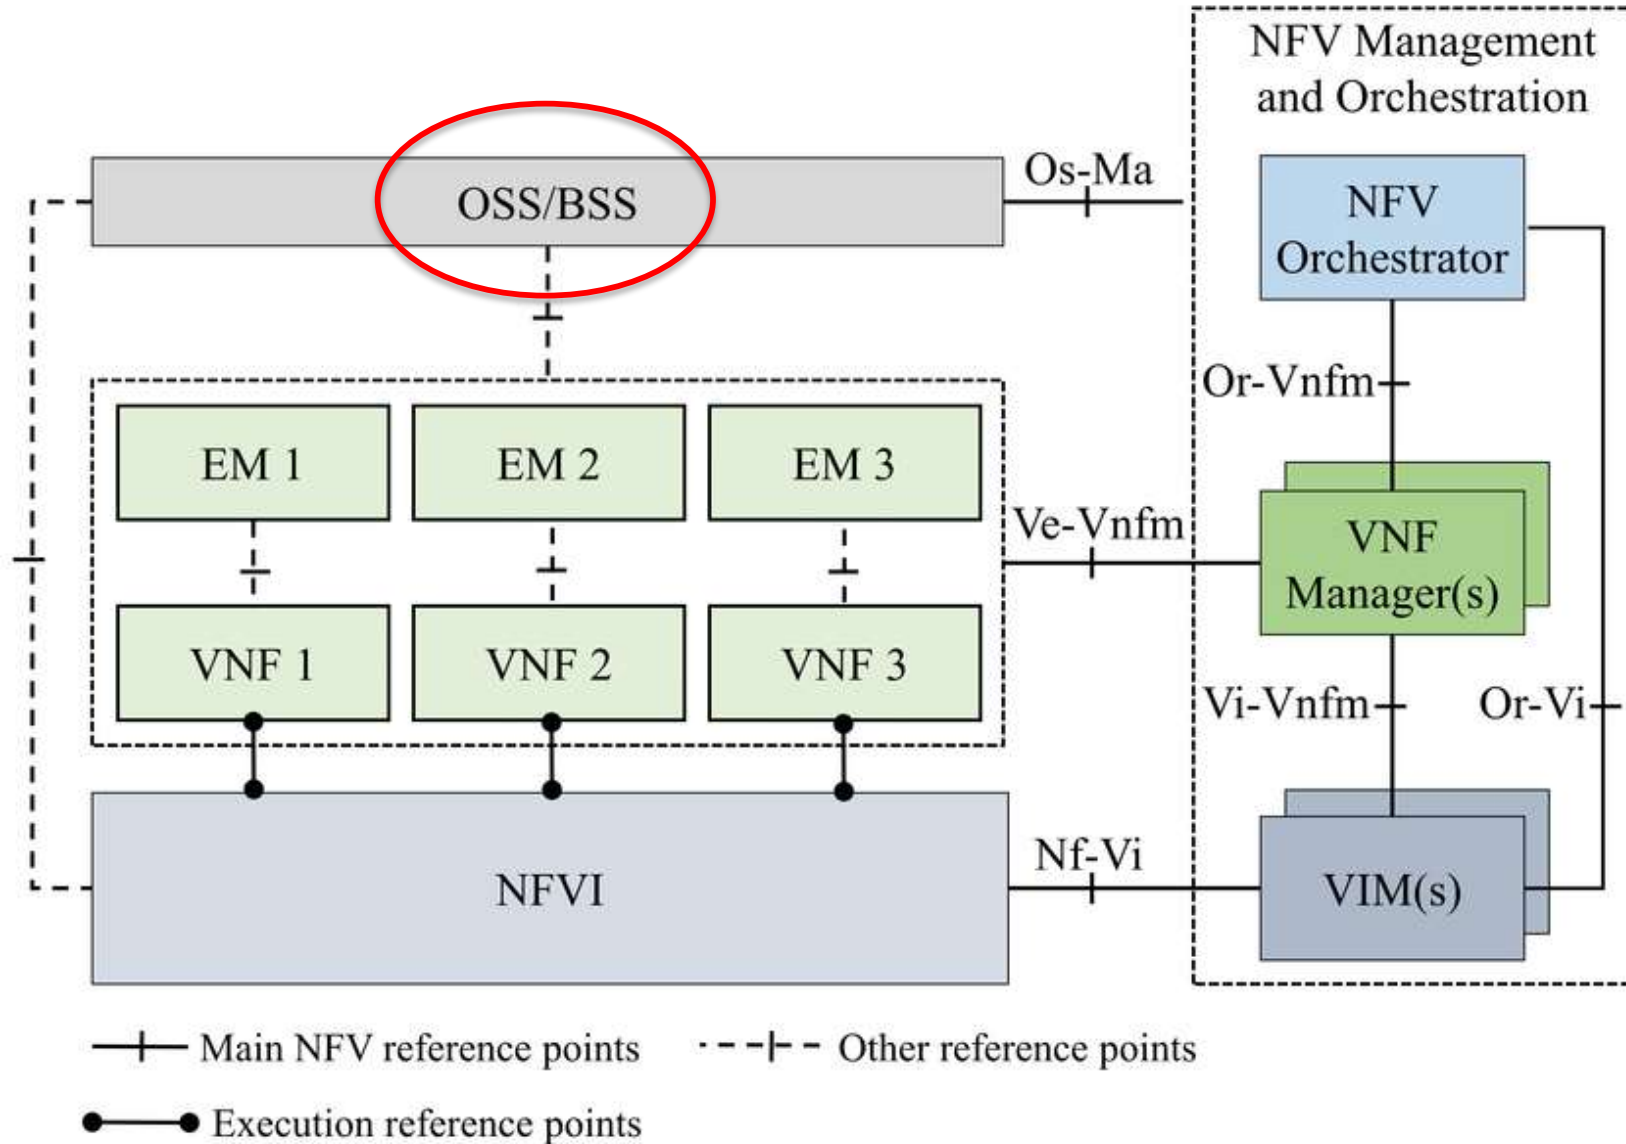 NFV Management
and Orchestration
OSS/BSS
Os-Ma
NFV
Orchestrator
Or-Vnfm
EM 1
EM 2
EM 3
Ve-Vnfm
VNF
Manager(s)
VNF 1
VNF 2
VNF 3
Vi-Vnfm
Or-Vi
NFVI
Nf-Vi
VIM(s)
Main NFV reference points
Other reference points
Execution reference points